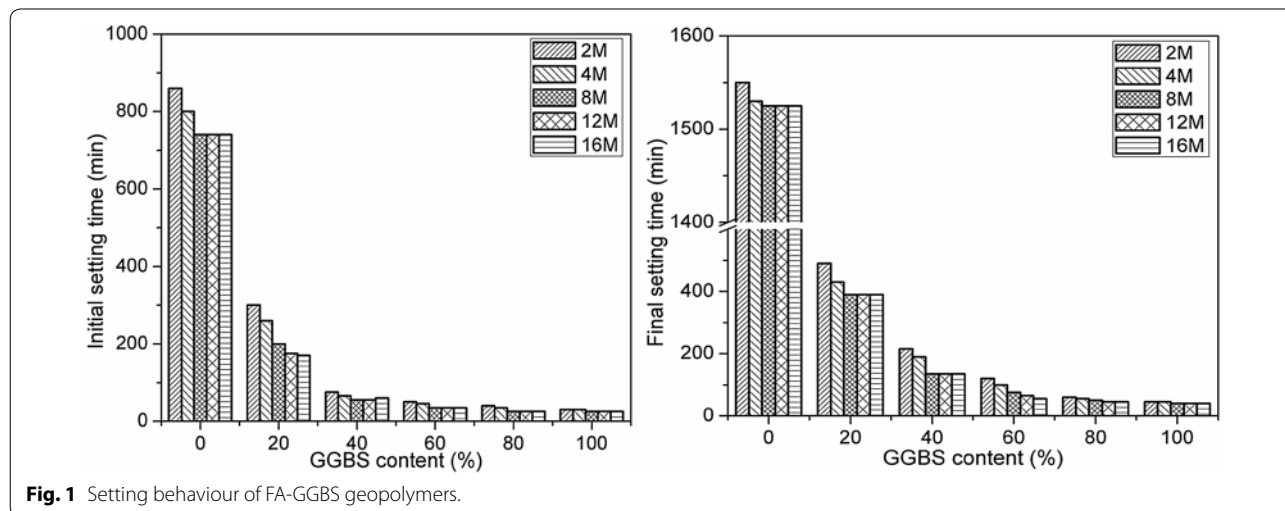 1000
800
600
400
200
0
Initial setting time (min)
2M
4M
8M
12M
16M
0 20 40 60 80 100
GGBS content (%)
1600
1500
1400
400
200
0
Final setting time (min)
2M
4M
8M
12M
16M
0 20 40 60 80 100
GGBS content (%)
Fig. 1 Setting behaviour of FA-GGBS geopolymers.